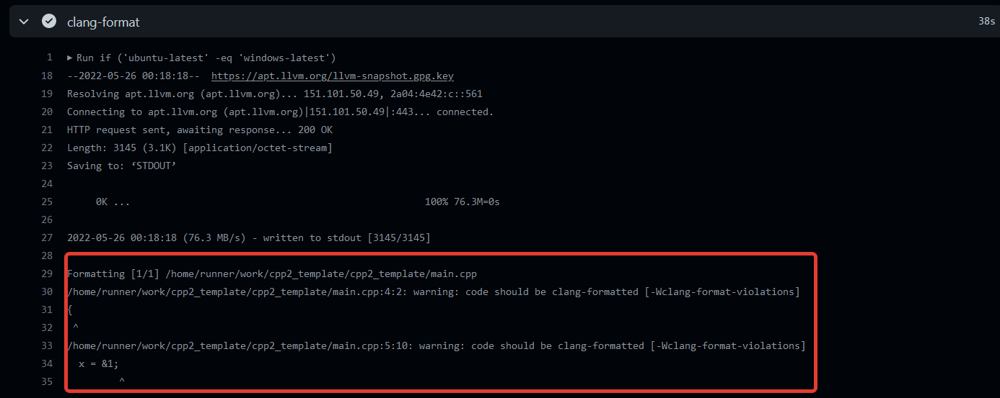 clang-format
38s
1 ▶ Run if ('ubuntu-latest' -eq 'windows-latest')
18 --2022-05-26 00:18:18--  https://apt.llvm.org/llvm-snapshot.gpg.key
19 Resolving apt.llvm.org (apt.llvm.org)... 151.101.50.49, 2a04:4e42:c::561
20 Connecting to apt.llvm.org (apt.llvm.org)|151.101.50.49|:443... connected.
21 HTTP request sent, awaiting response... 200 OK
22 Length: 3145 (3.1K) [application/octet-stream]
23 Saving to: ‘STDOUT’
24
25      0K ...                                                   100% 76.3M=0s
26
27 2022-05-26 00:18:18 (76.3 MB/s) - written to stdout [3145/3145]
28
29 Formatting [1/1] /home/runner/work/cpp2_template/cpp2_template/main.cpp
30 /home/runner/work/cpp2_template/cpp2_template/main.cpp:4:2: warning: code should be clang-formatted [-Wclang-format-violations]
31 {
32  ^
33 /home/runner/work/cpp2_template/cpp2_template/main.cpp:5:10: warning: code should be clang-formatted [-Wclang-format-violations]
34   x = &1;
35          ^